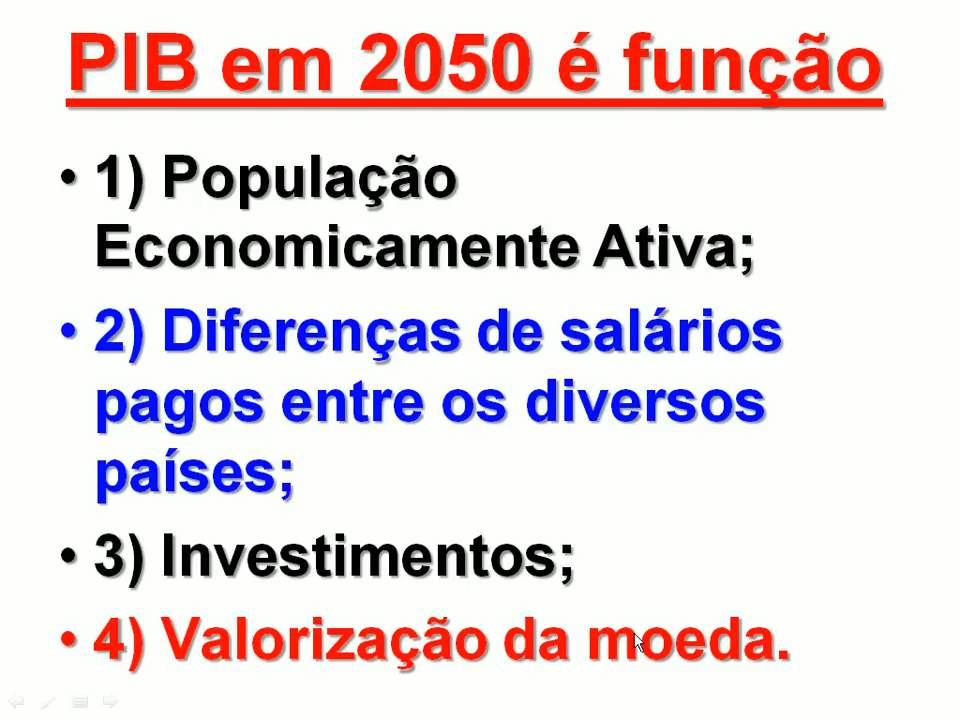 PIB em 2050 é função
• 1) População
Economicamente Ativa;
• 2) Diferenças de salários
pagos entre os diversos
países;
• 3) Investimentos;
• 4) Valorização da moeda.